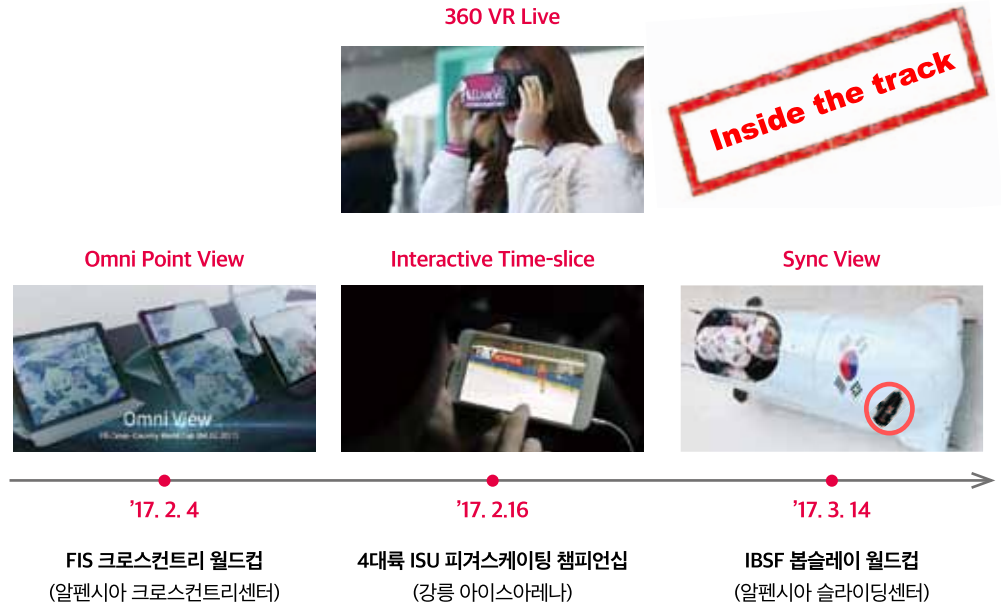 360 VR Live
Inside the track
Omni Point View
Interactive Time-slice
Sync View
Omni View
'17. 2. 4
'17. 2.16
'17. 3. 14
FIS 크로스컨트리 월드컵
(알펜시아 크로스컨트리센터)
4대륙 ISU 피겨스케이팅 챔피언십
(강릉 아이스아레나)
IBSF 봅슬레이 월드컵
(알펜시아 슬라이딩센터)